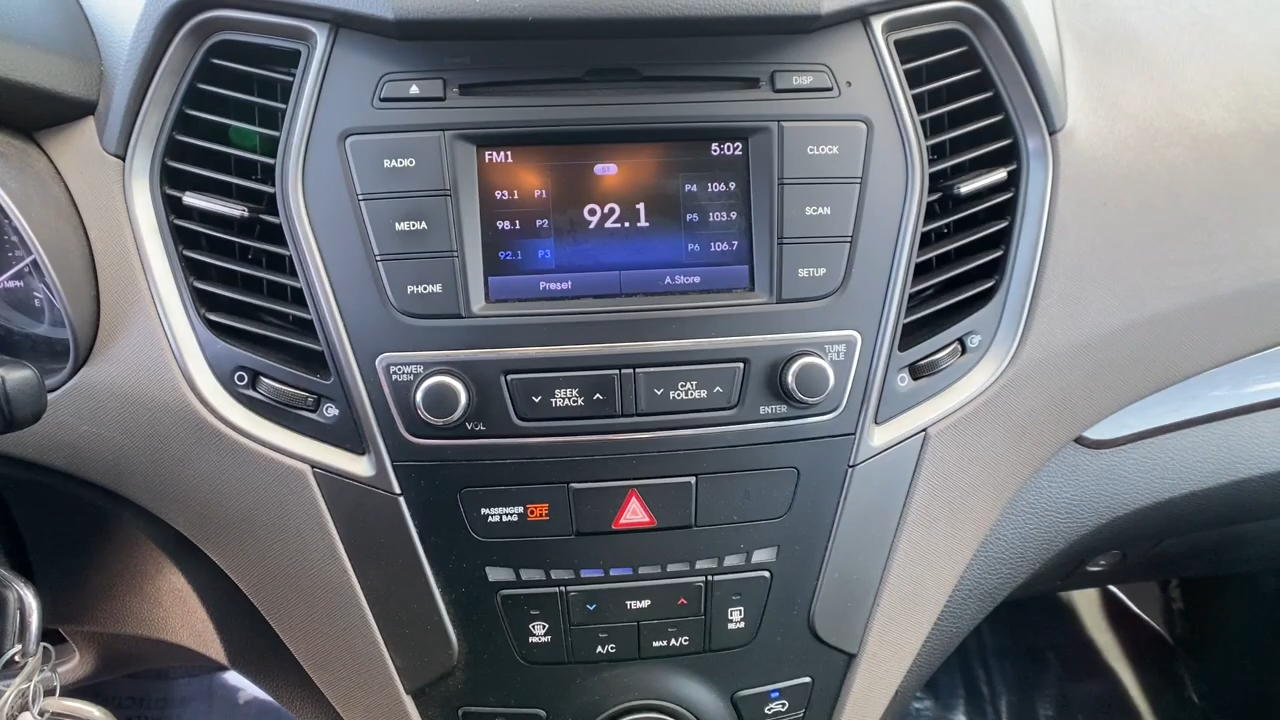 DISP
RADIO
MEDIA
PHONE
FM1
5:02
ST
93.1 P1
98.1 P2
92.1 P3
92.1
P4 106.9
P5 103.9
P6 106.7
Preset
A.Store
CLOCK
SCAN
SETUP
POWER
PUSH
VOL
SEEK
TRACK
CAT
FOLDER
TUNE
FILE
ENTER
PASSENGER
AIR BAG OFF
TEMP
FRONT
A/C
MAX A/C
REAR
MPH
E